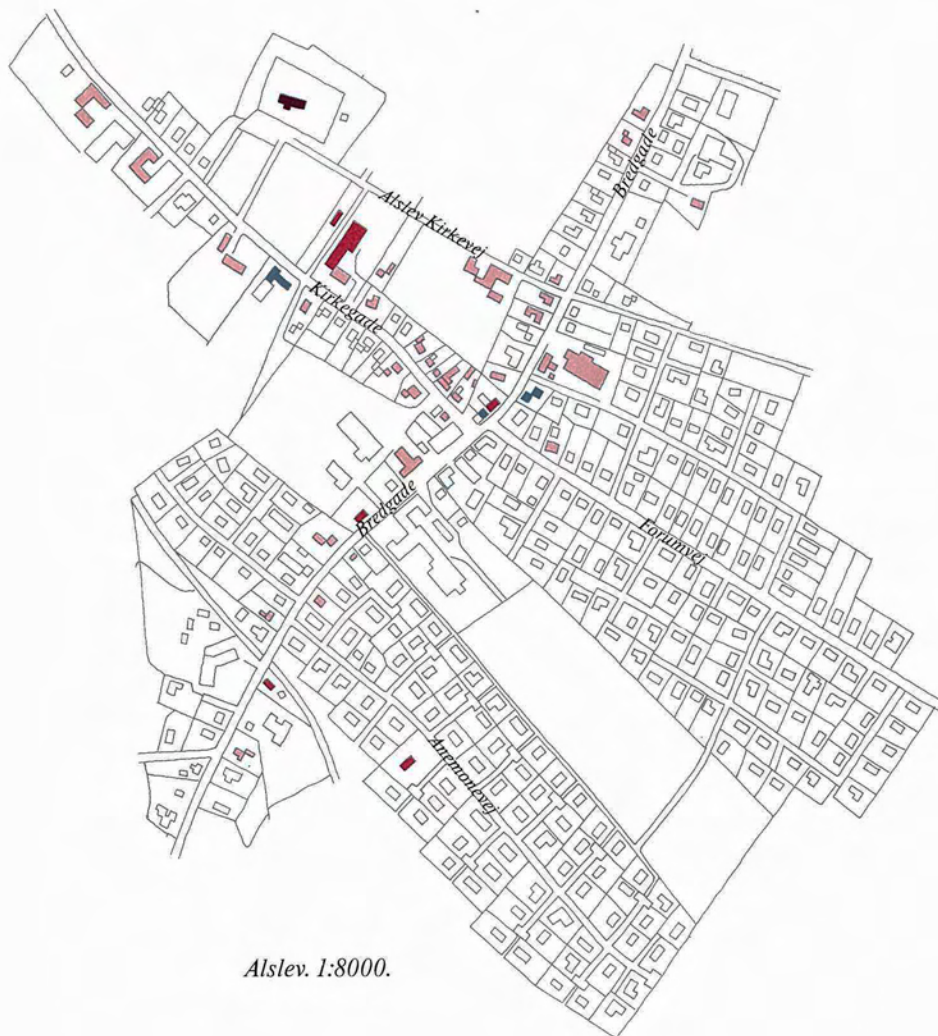 Bredgade
Alslev Kirkevej
Kirkegade
Bredgade
Forumvej
Anemonevej
Alslev. 1:8000.